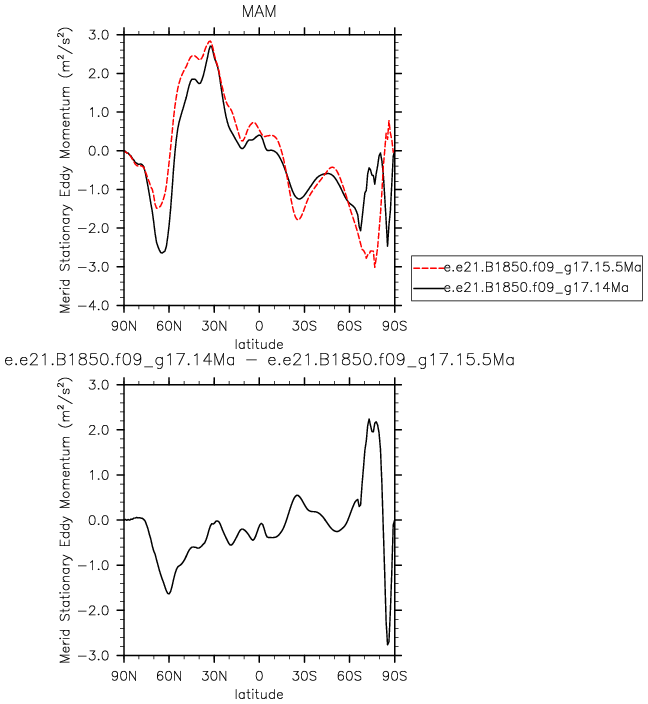 MAM
Merid Stationary Eddy Momentum (m²/s²)
3.0
2.0
1.0
0.0
−1.0
−2.0
−3.0
−4.0
90N 60N 30N 0 30S 60S 90S
latitude
e.e21.B1850.f09_g17.15.5Ma
e.e21.B1850.f09_g17.14Ma
e.e21.B1850.f09_g17.14Ma − e.e21.B1850.f09_g17.15.5Ma
Merid Stationary Eddy Momentum (m²/s²)
3.0
2.0
1.0
0.0
−1.0
−2.0
−3.0
90N 60N 30N 0 30S 60S 90S
latitude